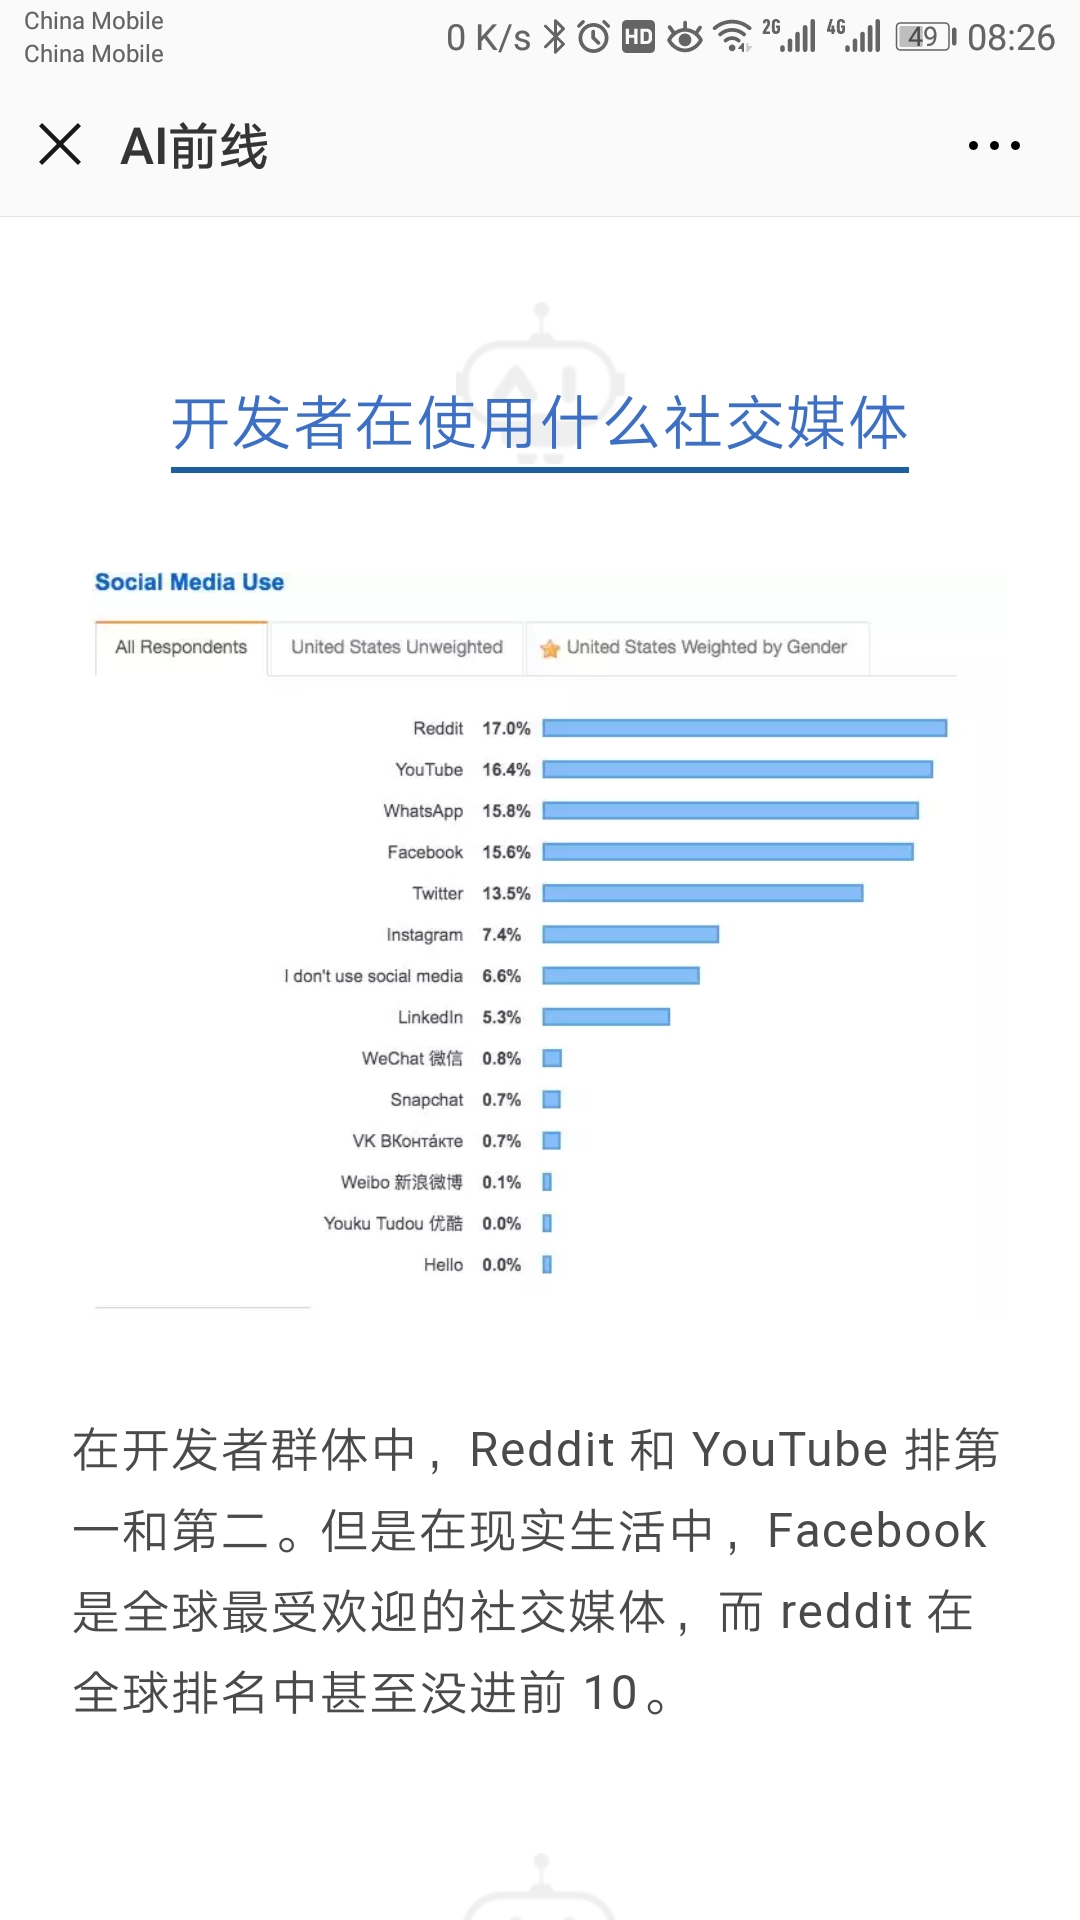 China Mobile
China Mobile
0 K/s HD 2G 4G 49 08:26
AI前线
AI
开发者在使用什么社交媒体
Social Media Use
All Respondents United States Unweighted United States Weighted by Gender
Reddit 17.0%
YouTube 16.4%
WhatsApp 15.8%
Facebook 15.6%
Twitter 13.5%
Instagram 7.4%
I don't use social media 6.6%
LinkedIn 5.3%
WeChat 微信 0.8%
Snapchat 0.7%
VK ВКонта́кте 0.7%
Weibo 新浪微博 0.1%
Youku Tudou 优酷 0.0%
Hello 0.0%
在开发者群体中，Reddit 和 YouTube 排第
一和第二。但是在现实生活中，Facebook
是全球最受欢迎的社交媒体，而 reddit 在
全球排名中甚至没进前 10。